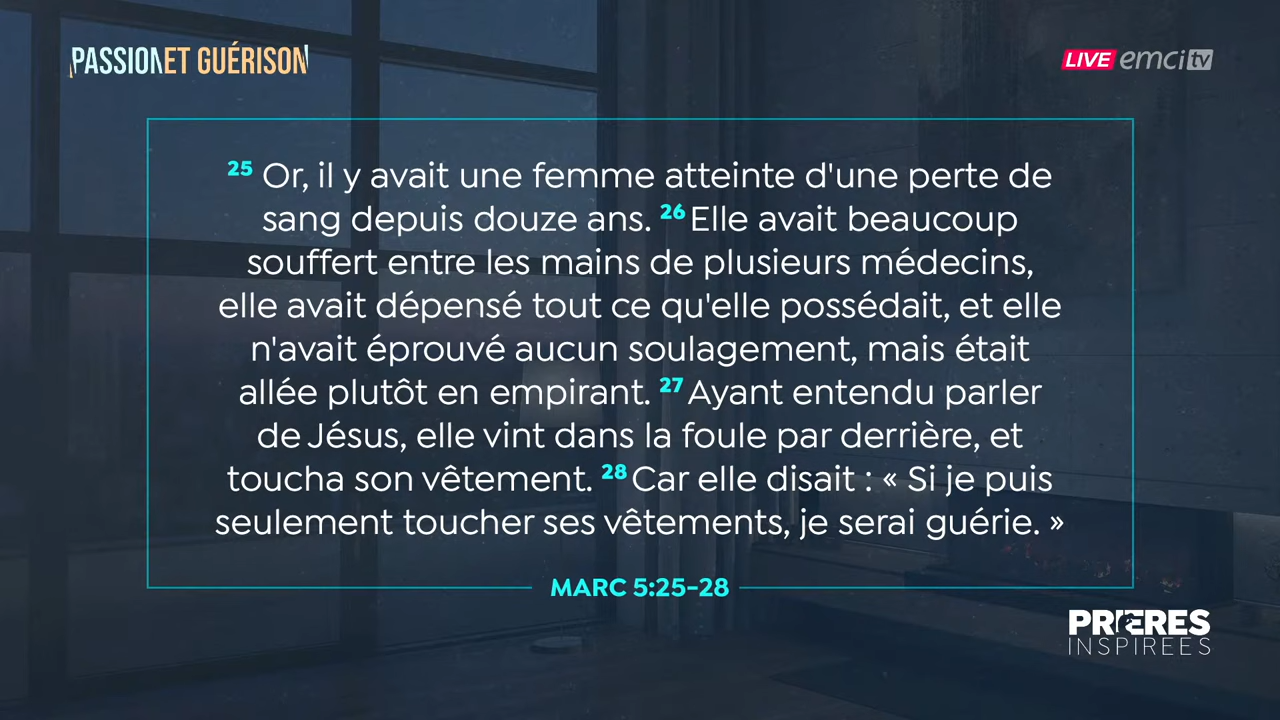 PASSION ET GUÉRISON
LIVE emci tv
25 Or, il y avait une femme atteinte d'une perte de
sang depuis douze ans. 26 Elle avait beaucoup
souffert entre les mains de plusieurs médecins,
elle avait dépensé tout ce qu'elle possédait, et elle
n'avait éprouvé aucun soulagement, mais était
allée plutôt en empirant. 27 Ayant entendu parler
de Jésus, elle vint dans la foule par derrière, et
toucha son vêtement. 28 Car elle disait : « Si je puis
seulement toucher ses vêtements, je serai guérie. »
MARC 5:25-28
PRIERES
INSPIREES